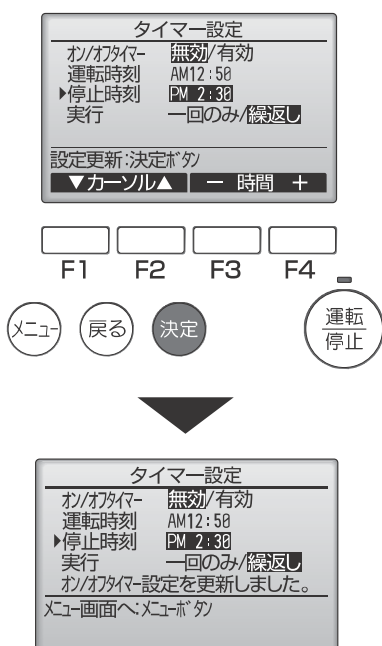 タイマー設定
オン/オフタイマー 無効/有効
運転時刻 AM12:50
▶停止時刻 PM 2:30
実行 一回のみ/繰返し
設定更新:決定ボタン
▼カーソル▲ － 時間 ＋
F1 F2 F3 F4
メニュー 戻る 決定 運転
停止
タイマー設定
オン/オフタイマー 無効/有効
運転時刻 AM12:50
▶停止時刻 PM 2:30
実行 一回のみ/繰返し
オン/オフタイマー設定を更新しました。
メニュー画面へ:メニューボタン